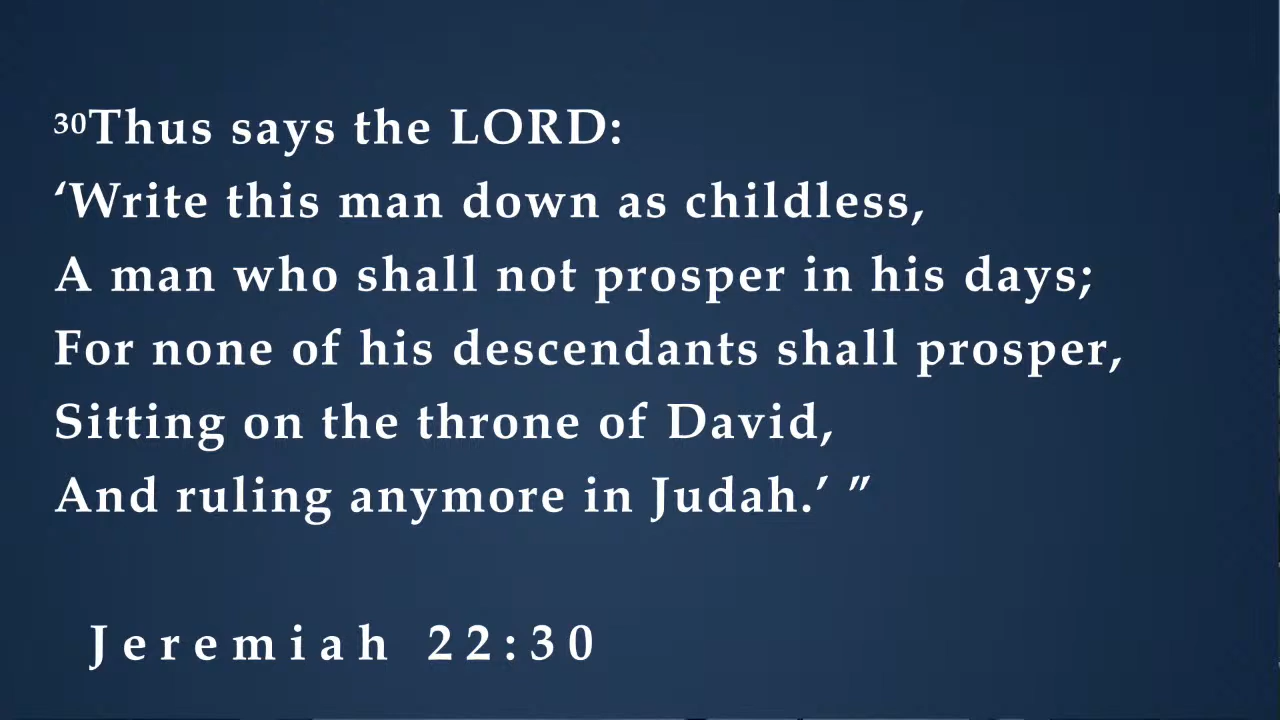 30Thus says the LORD:
‘Write this man down as childless,
A man who shall not prosper in his days;
For none of his descendants shall prosper,
Sitting on the throne of David,
And ruling anymore in Judah.’ ”
Jeremiah 22:30